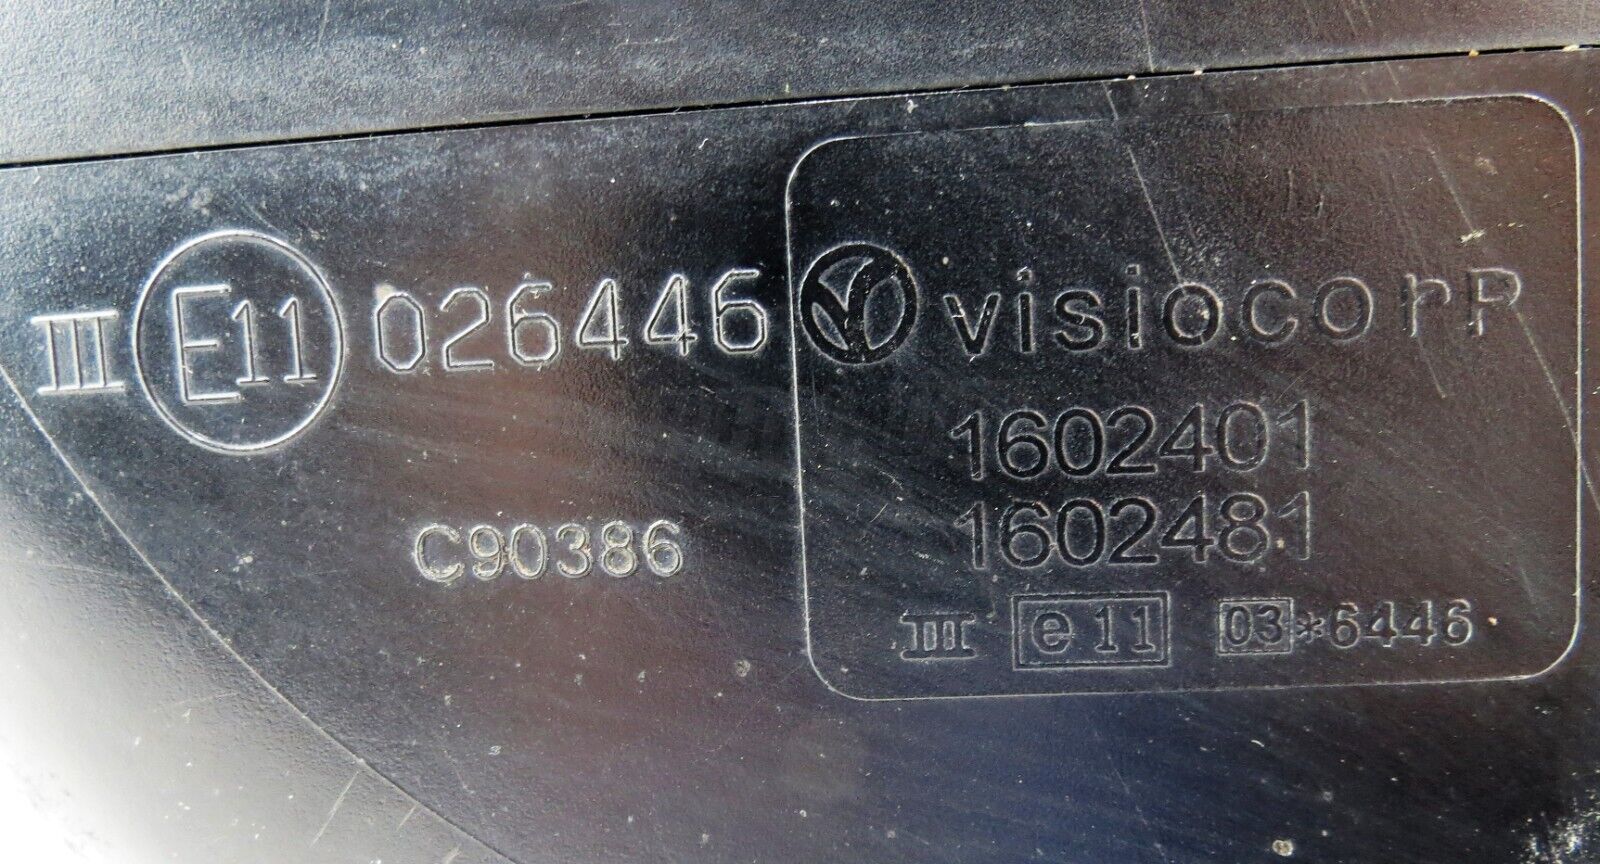 III E11 026446
visiocorp
1602401
1602481
C90386
III e11 03*6446